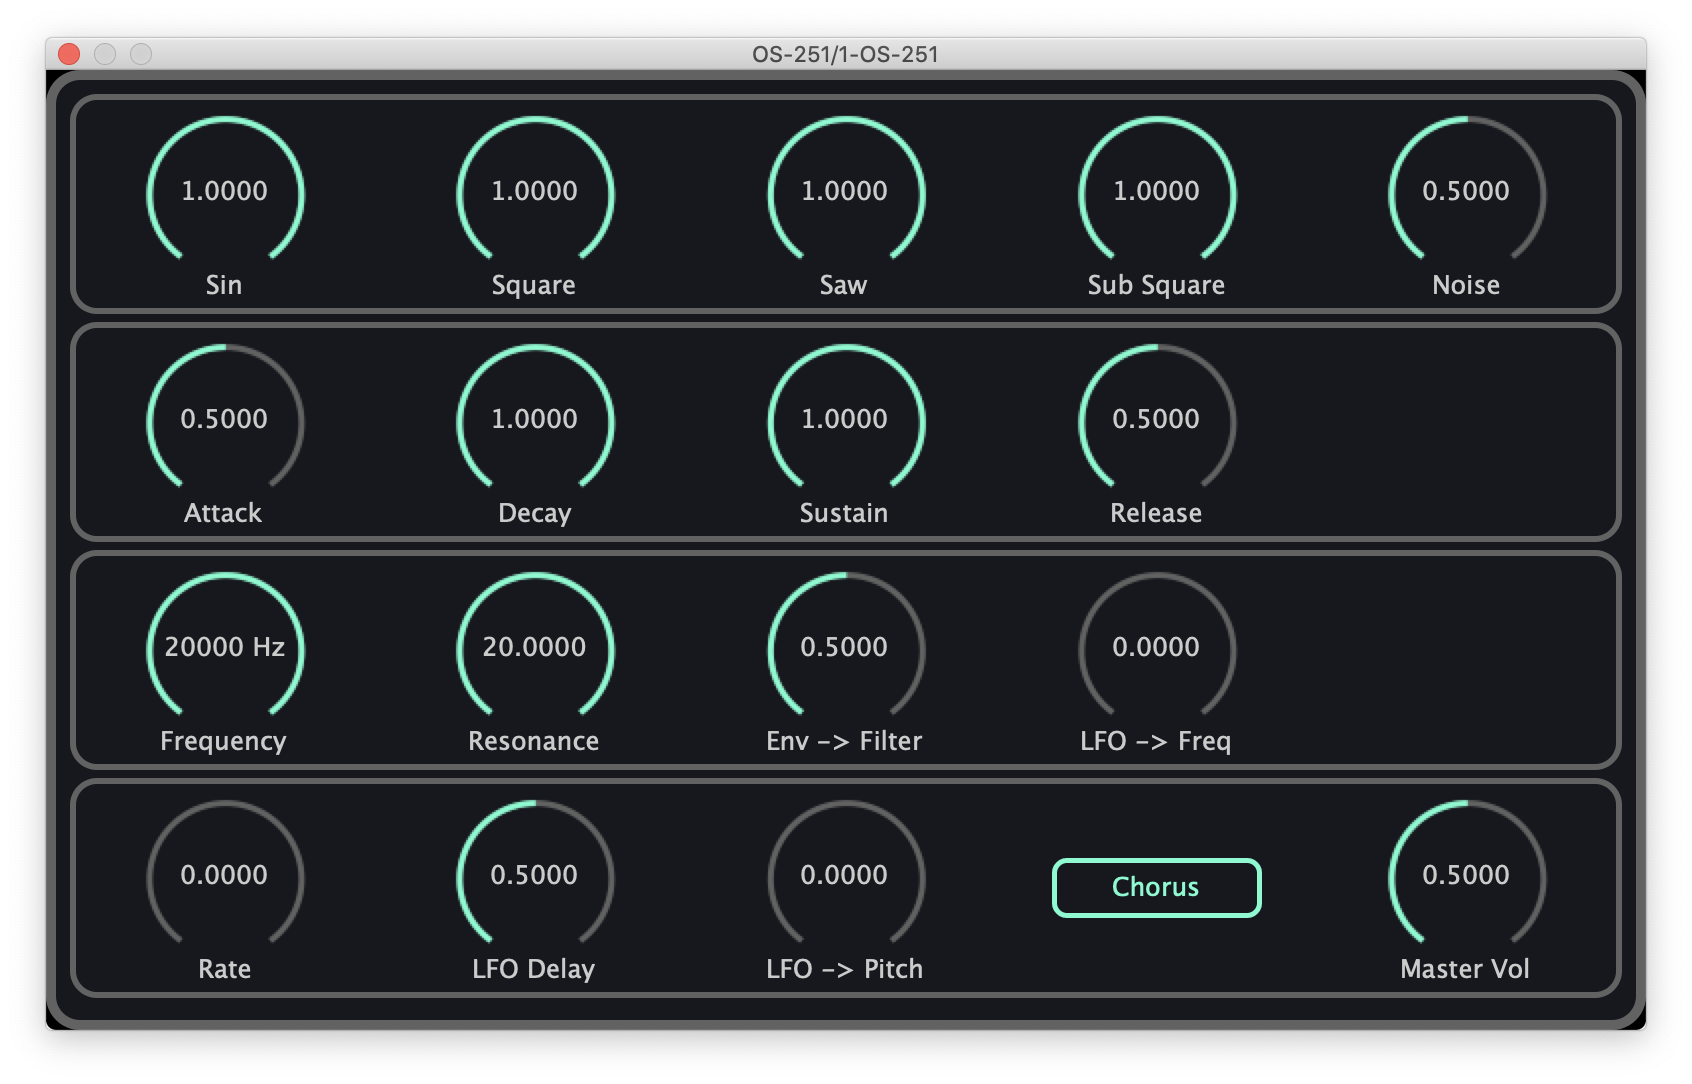 OS-251/1-OS-251
1.0000 1.0000 1.0000 1.0000 0.5000
Sin Square Saw Sub Square Noise
0.5000 1.0000 1.0000 0.5000
Attack Decay Sustain Release
20000 Hz 20.0000 0.5000 0.0000
Frequency Resonance Env -> Filter LFO -> Freq
0.0000 0.5000 0.0000 Chorus 0.5000
Rate LFO Delay LFO -> Pitch Master Vol